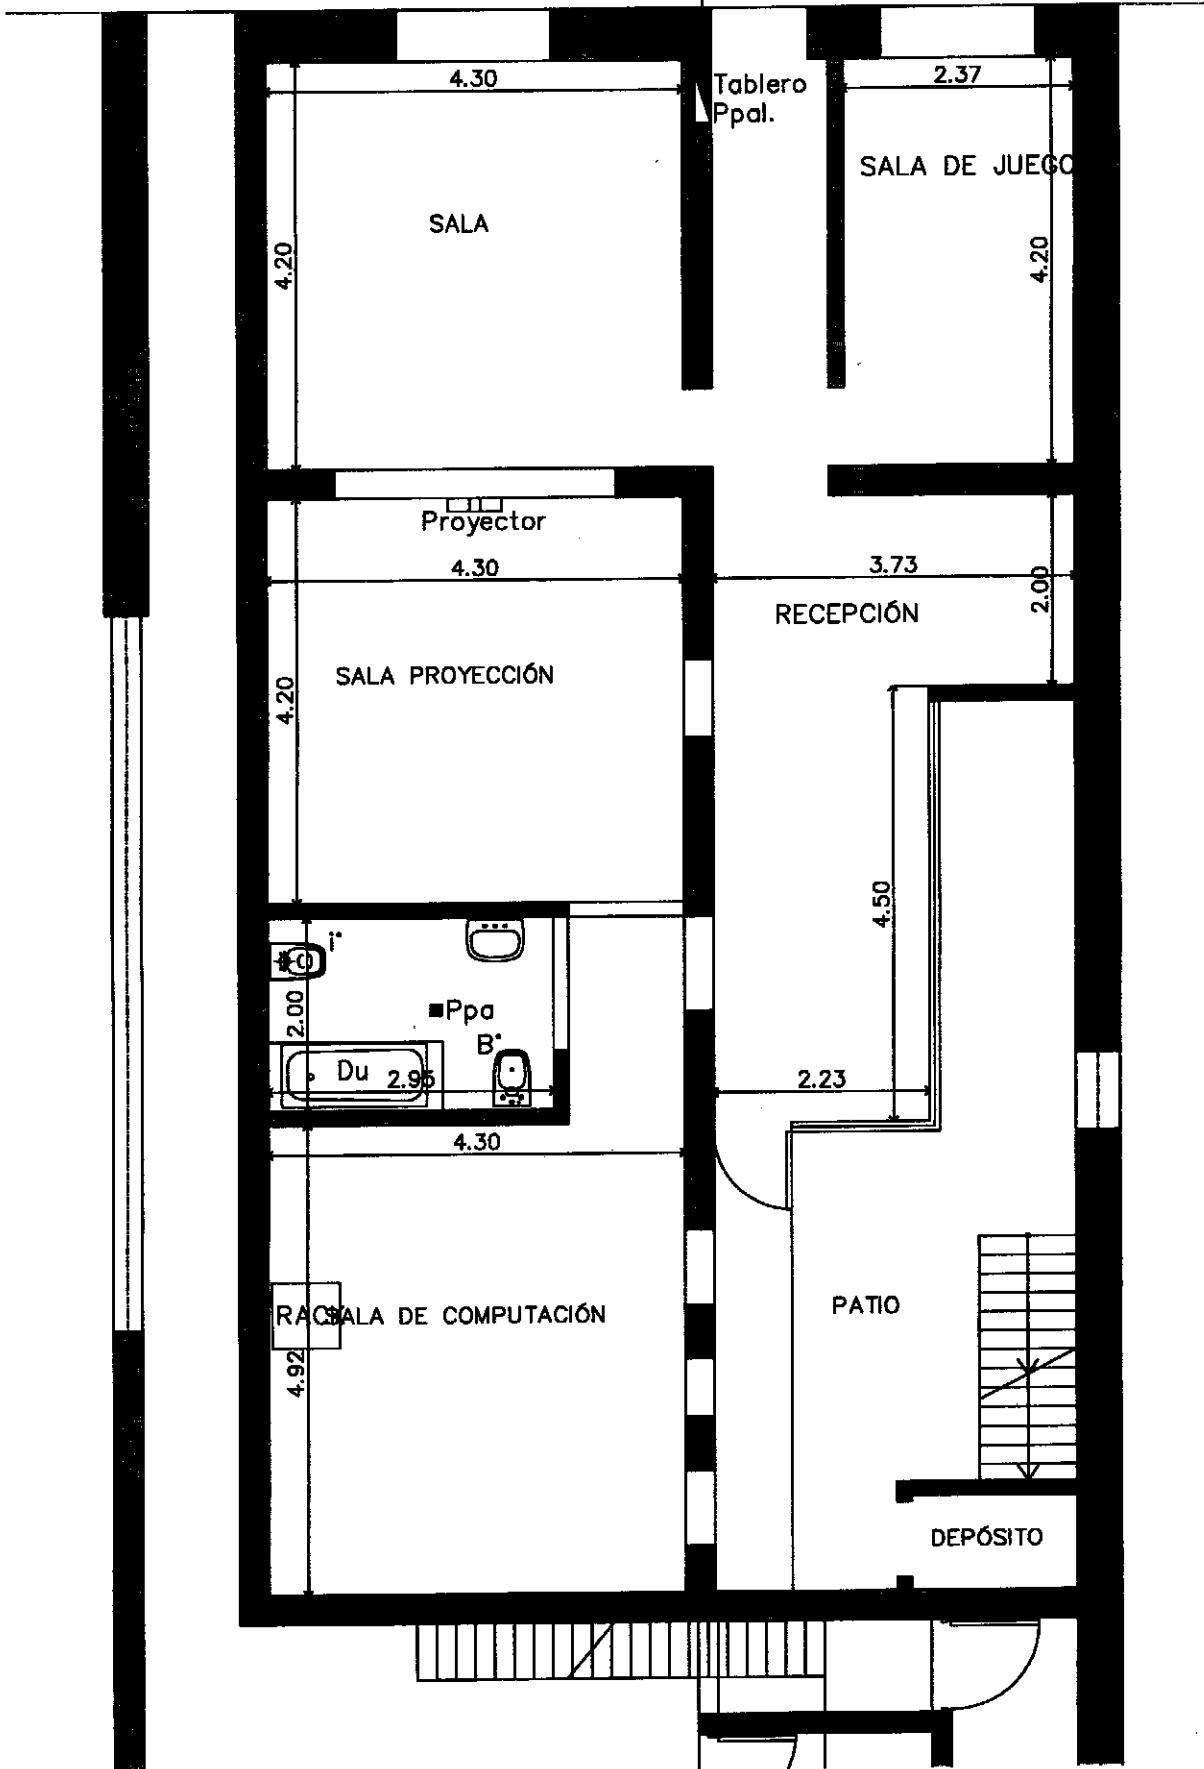 4.30
Tablero
Ppal.
2.37
SALA DE JUEGO
SALA
4.20
4.20
Proyector
4.30
3.73
2.00
RECEPCIÓN
SALA PROYECCIÓN
4.20
4.50
i·
2.00
Ppa
B·
Du
2.95
2.23
4.30
RACK
SALA DE COMPUTACIÓN
PATIO
4.92
DEPÓSITO